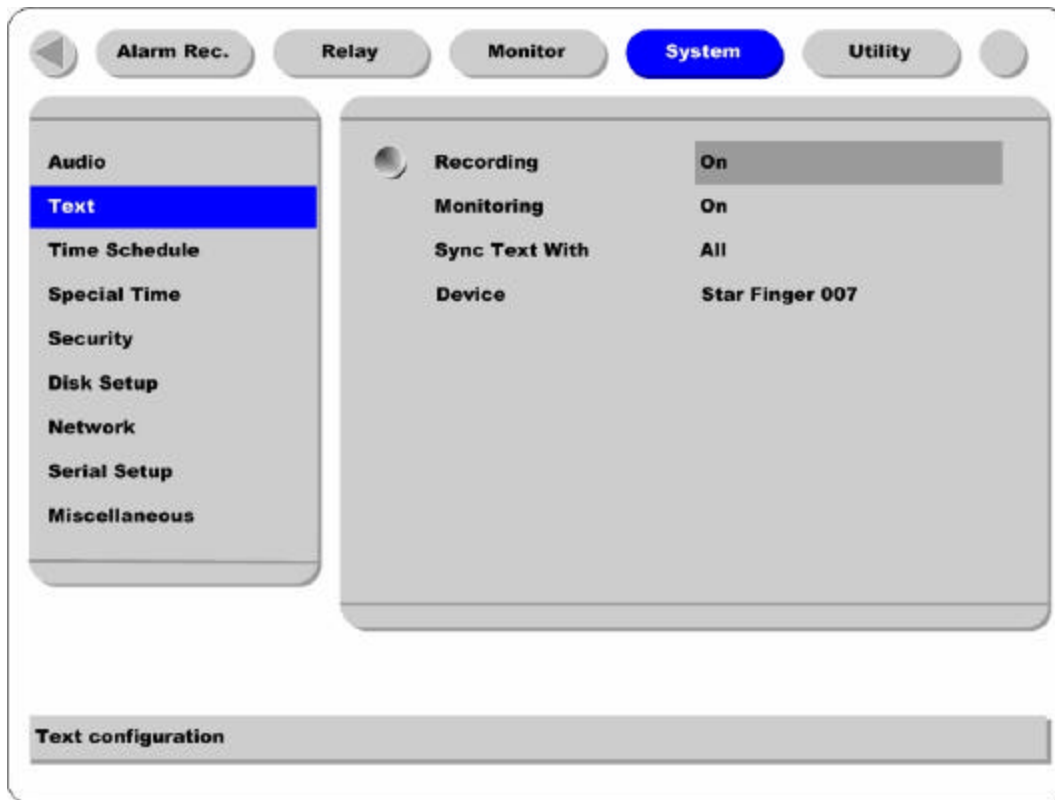 Alarm Rec. Relay Monitor System Utility
Audio
Text
Time Schedule
Special Time
Security
Disk Setup
Network
Serial Setup
Miscellaneous
Recording On
Monitoring On
Sync Text With All
Device Star Finger 007
Text configuration